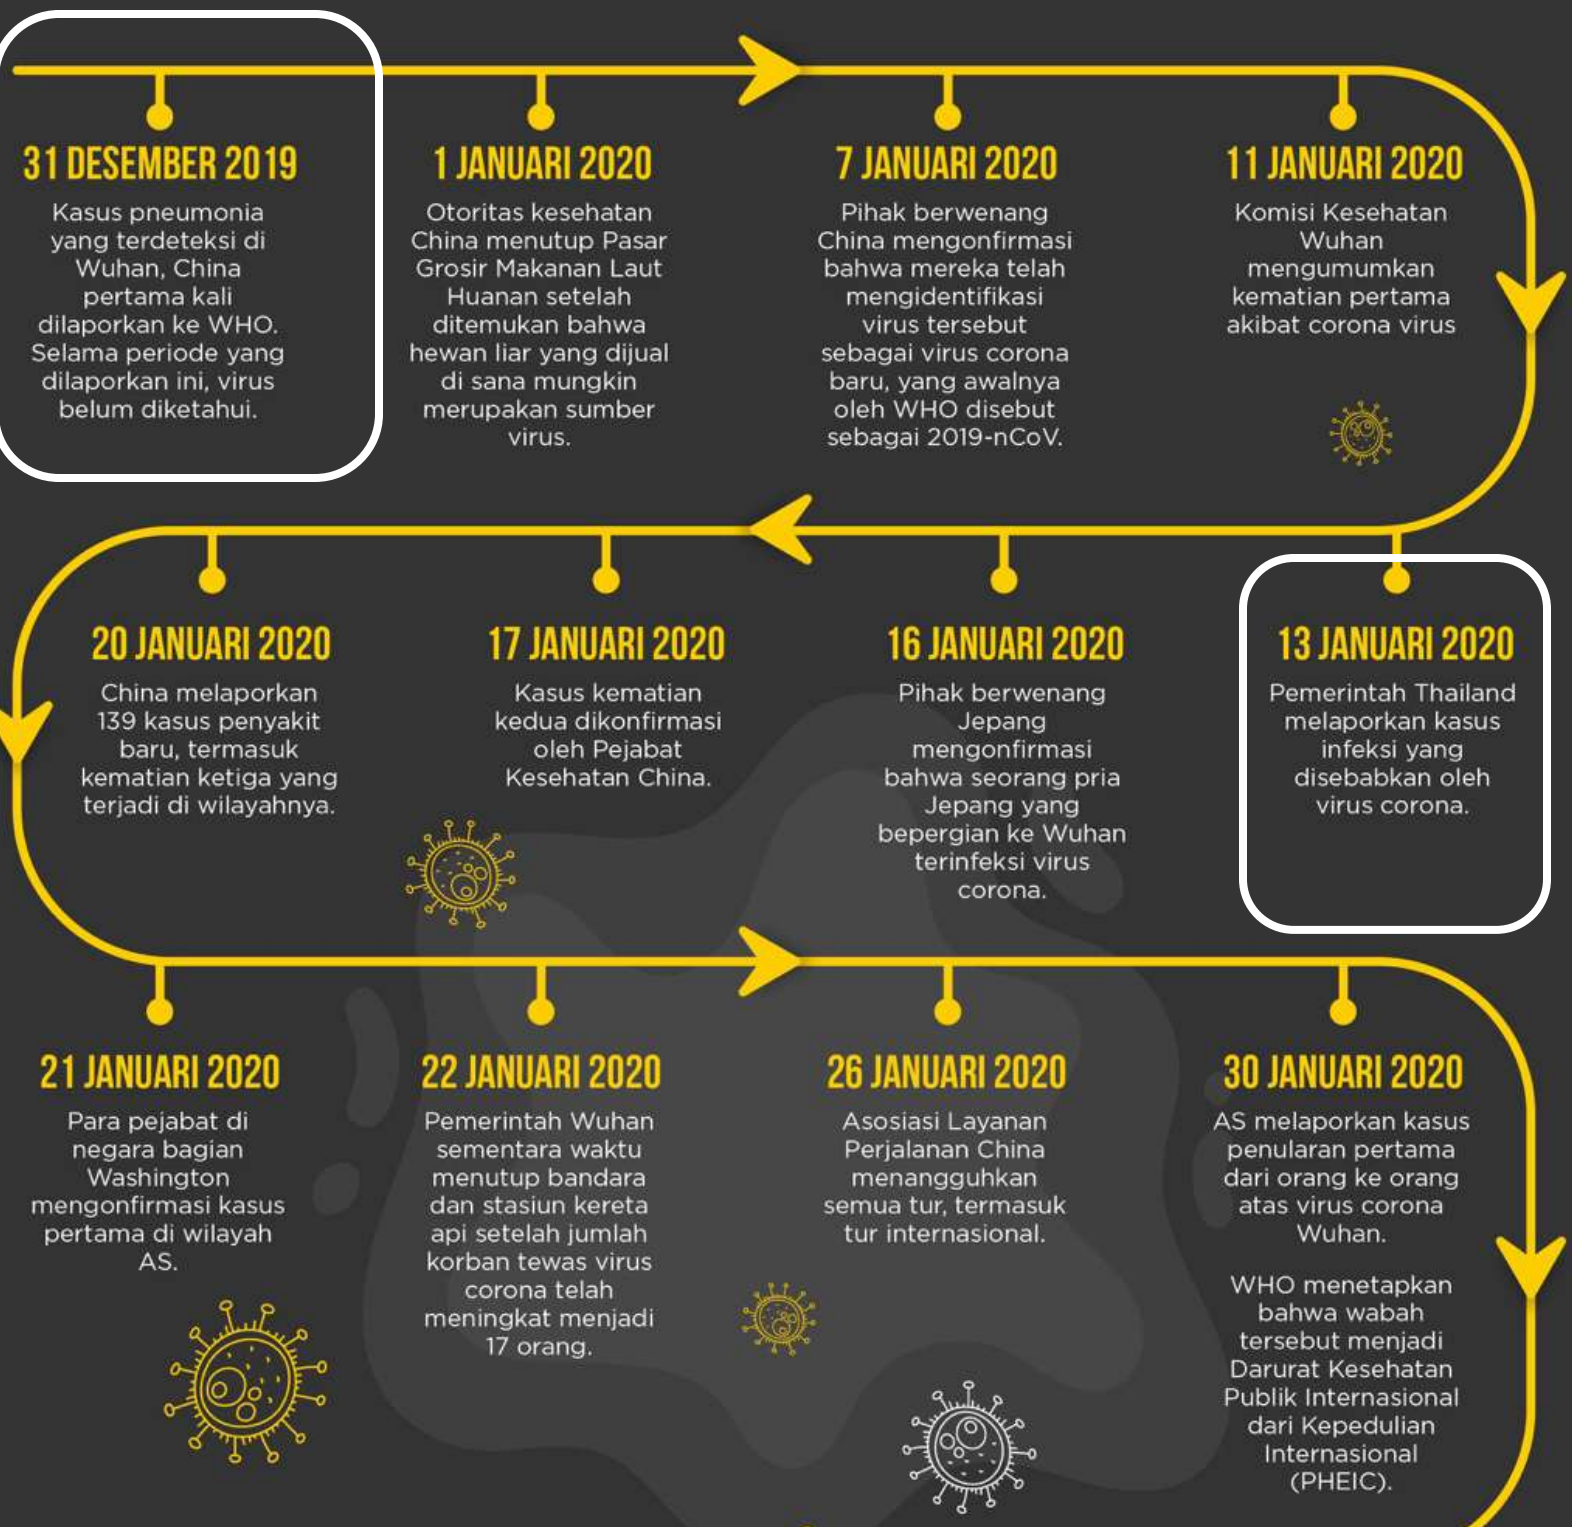 31 DESEMBER 2019
Kasus pneumonia
yang terdeteksi di
Wuhan, China
pertama kali
dilaporkan ke WHO.
Selama periode yang
dilaporkan ini, virus
belum diketahui.
1 JANUARI 2020
Otoritas kesehatan
China menutup Pasar
Grosir Makanan Laut
Huanan setelah
ditemukan bahwa
hewan liar yang dijual
di sana mungkin
merupakan sumber
virus.
7 JANUARI 2020
Pihak berwenang
China mengonfirmasi
bahwa mereka telah
mengidentifikasi
virus tersebut
sebagai virus corona
baru, yang awalnya
oleh WHO disebut
sebagai 2019-nCoV.
11 JANUARI 2020
Komisi Kesehatan
Wuhan
mengumumkan
kematian pertama
akibat corona virus
13 JANUARI 2020
Pemerintah Thailand
melaporkan kasus
infeksi yang
disebabkan oleh
virus corona.
16 JANUARI 2020
Pihak berwenang
Jepang
mengonfirmasi
bahwa seorang pria
Jepang yang
bepergian ke Wuhan
terinfeksi virus
corona.
17 JANUARI 2020
Kasus kematian
kedua dikonfirmasi
oleh Pejabat
Kesehatan China.
20 JANUARI 2020
China melaporkan
139 kasus penyakit
baru, termasuk
kematian ketiga yang
terjadi di wilayahnya.
21 JANUARI 2020
Para pejabat di
negara bagian
Washington
mengonfirmasi kasus
pertama di wilayah
AS.
22 JANUARI 2020
Pemerintah Wuhan
sementara waktu
menutup bandara
dan stasiun kereta
api setelah jumlah
korban tewas virus
corona telah
meningkat menjadi
17 orang.
26 JANUARI 2020
Asosiasi Layanan
Perjalanan China
menangguhkan
semua tur, termasuk
tur internasional.
30 JANUARI 2020
AS melaporkan kasus
penularan pertama
dari orang ke orang
atas virus corona
Wuhan.
WHO menetapkan
bahwa wabah
tersebut menjadi
Darurat Kesehatan
Publik Internasional
dari Kepedulian
Internasional
(PHEIC).